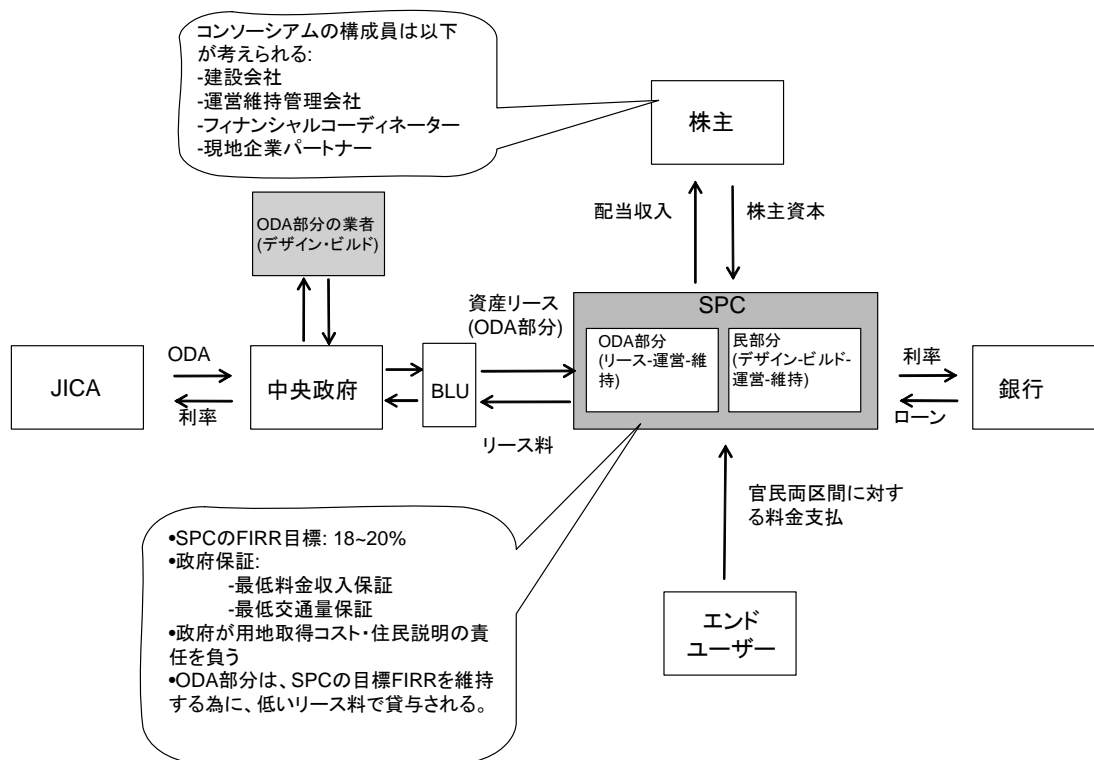 コンソーシアムの構成員は以下
が考えられる:
-建設会社
-運営維持管理会社
-フィナンシャルコーディネーター
-現地企業パートナー
株主
配当収入
株主資本
ODA部分の業者
(デザイン・ビルド)
資産リース
(ODA部分)
SPC
ODA部分
(リース-運営-維
持)
民部分
(デザイン-ビルド-
運営-維持)
JICA
ODA
利率
中央政府
BLU
リース料
利率
ローン
銀行
官民両区間に対す
る料金支払
エンド
ユーザー
•SPCのFIRR目標: 18~20%
•政府保証:
-最低料金収入保証
-最低交通量保証
•政府が用地取得コスト・住民説明の責
任を負う
•ODA部分は、SPCの目標FIRRを維持
する為に、低いリース料で貸与される。